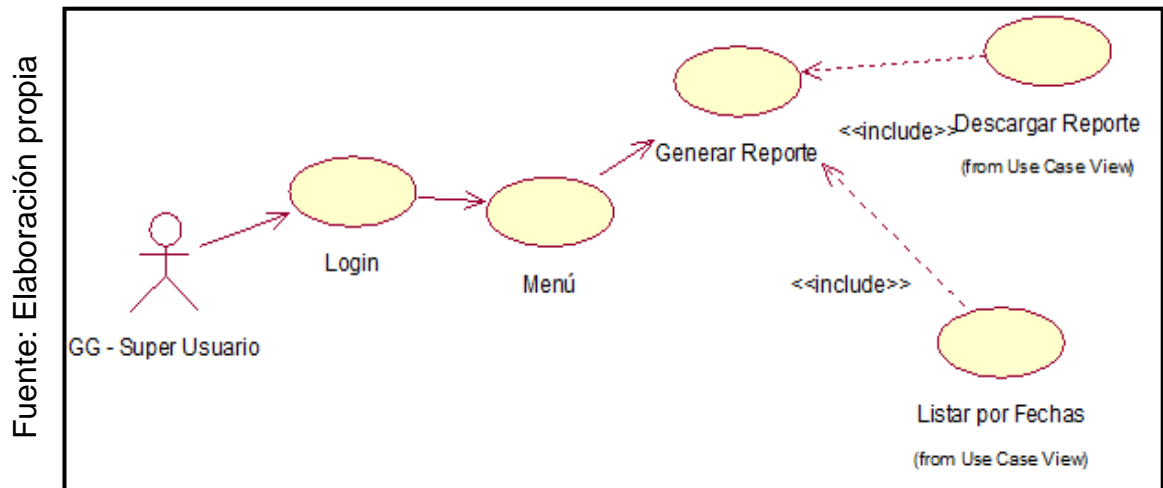 Fuente: Elaboración propia
GG - Super Usuario
Login
Menú
Generar Reporte
<<include>>
Descargar Reporte
(from Use Case View)
<<include>>
Listar por Fechas
(from Use Case View)